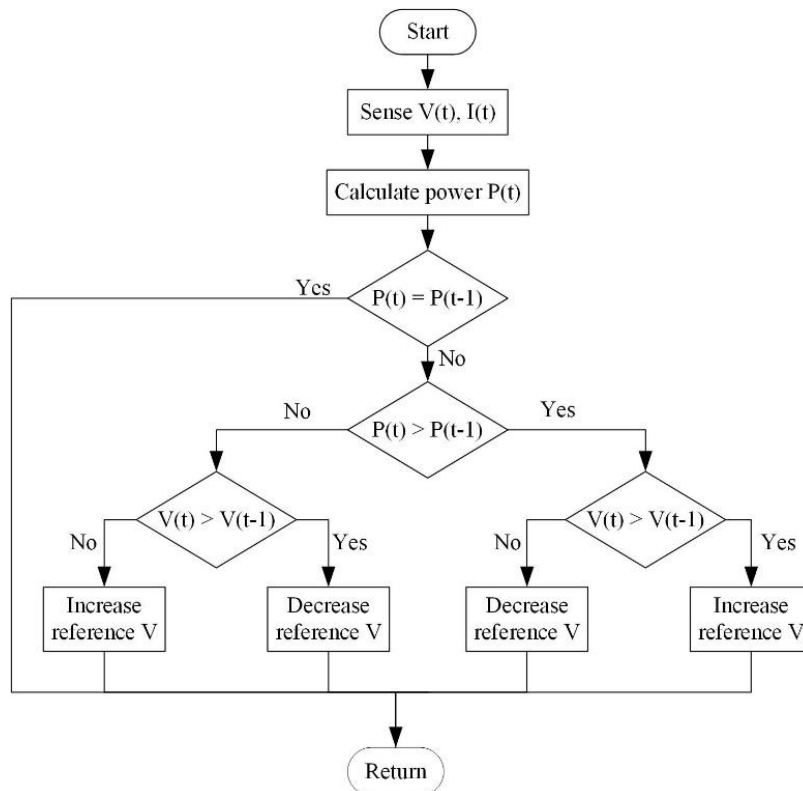 Start
Sense V(t), I(t)
Calculate power P(t)
Yes
P(t) = P(t-1)
No
No
P(t) > P(t-1)
Yes
V(t) > V(t-1)
V(t) > V(t-1)
No
Yes
No
Yes
Increase
reference V
Decrease
reference V
Decrease
reference V
Increase
reference V
Return